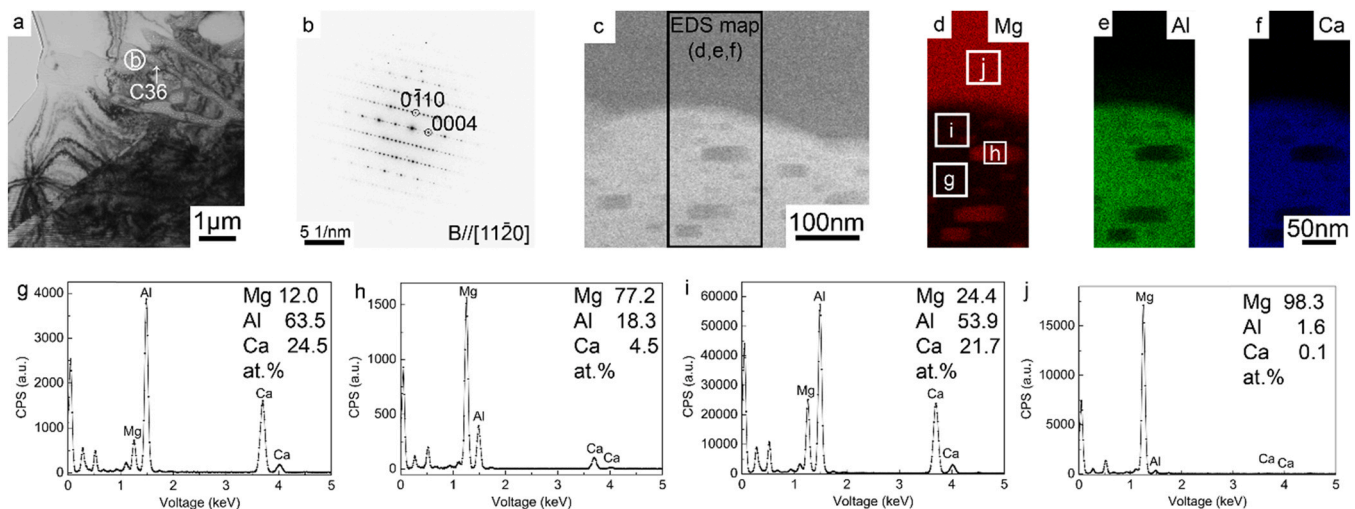 a
b
C36
1µm
b
01̄10
0004
5 1/nm
B//[112̄0]
c
EDS map
(d,e,f)
100nm
d
Mg
j
i
h
g
e
Al
f
Ca
50nm
g
4000
3000
2000
1000
0
CPS (a.u.)
Mg
Al
Ca
Ca
Mg 12.0
Al 63.5
Ca 24.5
at.%
0 1 2 3 4 5
Voltage (keV)
h
1500
1000
500
0
CPS (a.u.)
Mg
Al
Ca
Ca
Mg 77.2
Al 18.3
Ca 4.5
at.%
0 1 2 3 4 5
Voltage (keV)
i
60000
50000
40000
30000
20000
10000
0
CPS (a.u.)
Mg
Al
Ca
Ca
Mg 24.4
Al 53.9
Ca 21.7
at.%
0 1 2 3 4 5
Voltage (keV)
j
15000
10000
5000
0
CPS (a.u.)
Mg
Al
Ca Ca
Mg 98.3
Al 1.6
Ca 0.1
at.%
0 1 2 3 4 5
Voltage (keV)